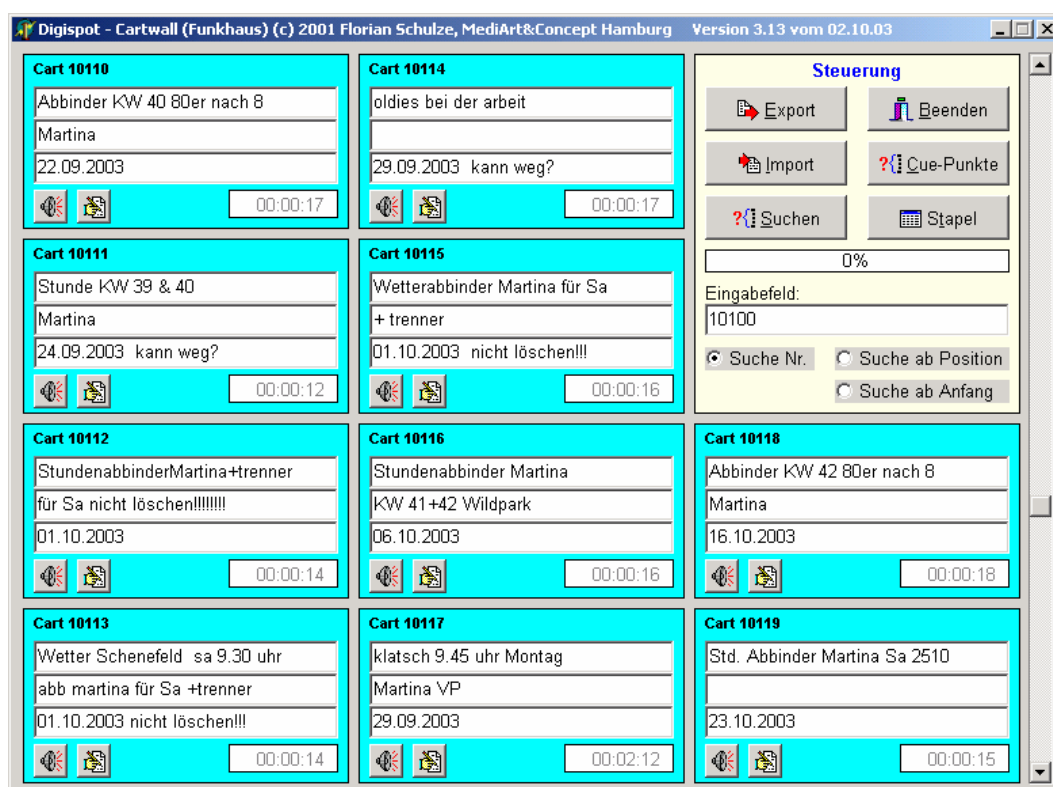 Digispot - Cartwall (Funkhaus) (c) 2001 Florian Schulze, MediArt&Concept Hamburg Version 3.13 vom 02.10.03
Cart 10110
Abbinder KW 40 80er nach 8
Martina
22.09.2003
00:00:17
Cart 10111
Stunde KW 39 & 40
Martina
24.09.2003 kann weg?
00:00:12
Cart 10112
StundenabbinderMartina+trenner
für Sa nicht löschen!!!!!!!!
01.10.2003
00:00:14
Cart 10113
Wetter Schenefeld sa 9.30 uhr
abb martina für Sa +trenner
01.10.2003 nicht löschen!!!
00:00:14
Cart 10114
oldies bei der arbeit
29.09.2003 kann weg?
00:00:17
Cart 10115
Wetterabbinder Martina für Sa
+ trenner
01.10.2003 nicht löschen!!!
00:00:16
Cart 10116
Stundenabbinder Martina
KW 41+42 Wildpark
06.10.2003
00:00:16
Cart 10117
klatsch 9.45 uhr Montag
Martina VP
29.09.2003
00:02:12
Steuerung
Export
Beenden
Import
?{ Cue-Punkte
?{ Suchen
Stapel
0%
Eingabefeld:
10100
Suche Nr.
Suche ab Position
Suche ab Anfang
Cart 10118
Abbinder KW 42 80er nach 8
Martina
16.10.2003
00:00:18
Cart 10119
Std. Abbinder Martina Sa 2510
23.10.2003
00:00:15